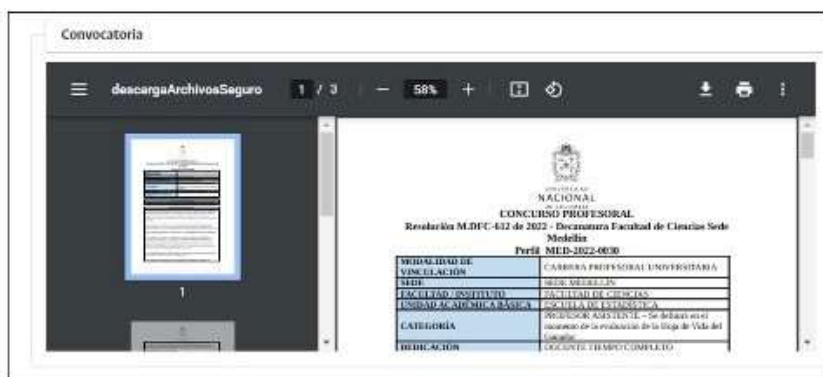 Convocatoria
descargaArchivosSeguro 1 / 3 58%
1
NACIONAL
CONCURSO PROFESORAL
Resolución M.DFC-612 de 2022 - Decanatura Facultad de Ciencias Sede
Medellín
Perfil MED-2022-0030
MODALIDAD DE
VINCULACIÓN
CARRERA PROFESORAL UNIVERSITARIA
SEDE SEDE MEDELLÍN
FACULTAD / INSTITUTO FACULTAD DE CIENCIAS
UNIDAD ACADÉMICA BÁSICA ESCUELA DE ESTADÍSTICA
CATEGORÍA
PROFESOR ASISTENTE – Se definirá en el
momento de la evaluación de la Hoja de Vida del
Ganador
DEDICACIÓN DOCENTE TIEMPO COMPLETO